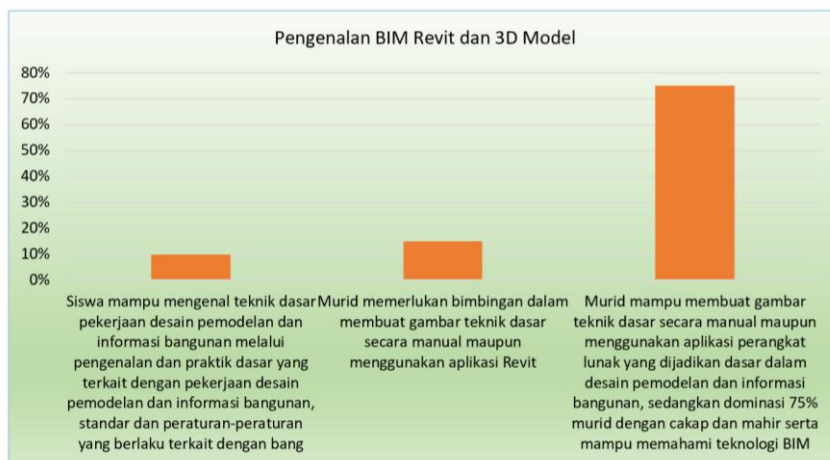 Pengenalan BIM Revit dan 3D Model
80%
70%
60%
50%
40%
30%
20%
10%
0%
Siswa mampu mengenal teknik dasar
pekerjaan desain pemodelan dan
informasi bangunan melalui
pengenalan dan praktik dasar yang
terkait dengan pekerjaan desain
pemodelan dan informasi bangunan,
standar dan peraturan-peraturan
yang berlaku terkait dengan bang
Murid memerlukan bimbingan dalam
membuat gambar teknik dasar
secara manual maupun
menggunakan aplikasi Revit
Murid mampu membuat gambar
teknik dasar secara manual maupun
menggunakan aplikasi perangkat
lunak yang dijadikan dasar dalam
desain pemodelan dan informasi
bangunan, sedangkan dominasi 75%
murid dengan cakap dan mahir serta
mampu memahami teknologi BIM